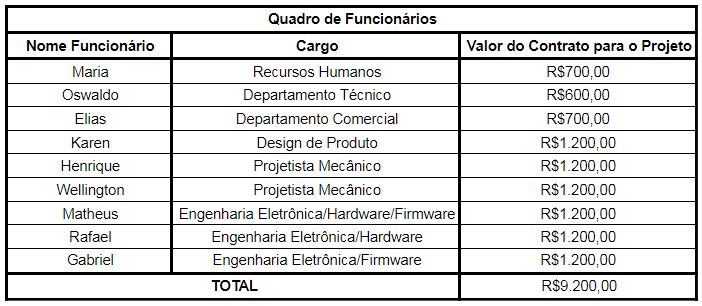 Quadro de Funcionários
Nome Funcionário Cargo Valor do Contrato para o Projeto
Maria Recursos Humanos R$700,00
Oswaldo Departamento Técnico R$600,00
Elias Departamento Comercial R$700,00
Karen Design de Produto R$1.200,00
Henrique Projetista Mecânico R$1.200,00
Wellington Projetista Mecânico R$1.200,00
Matheus Engenharia Eletrônica/Hardware/Firmware R$1.200,00
Rafael Engenharia Eletrônica/Hardware R$1.200,00
Gabriel Engenharia Eletrônica/Firmware R$1.200,00
TOTAL R$9.200,00